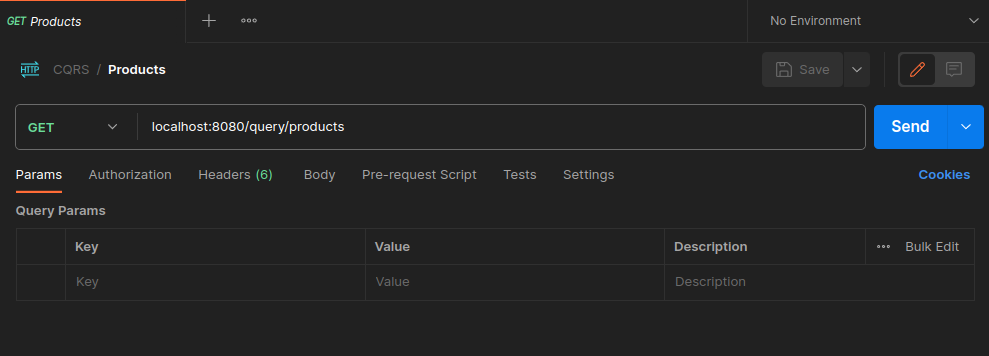 GET Products
No Environment
HTTP CQRS / Products Save
GET localhost:8080/query/products Send
Params Authorization Headers (6) Body Pre-request Script Tests Settings Cookies
Query Params
Key Value Description Bulk Edit
Key Value Description